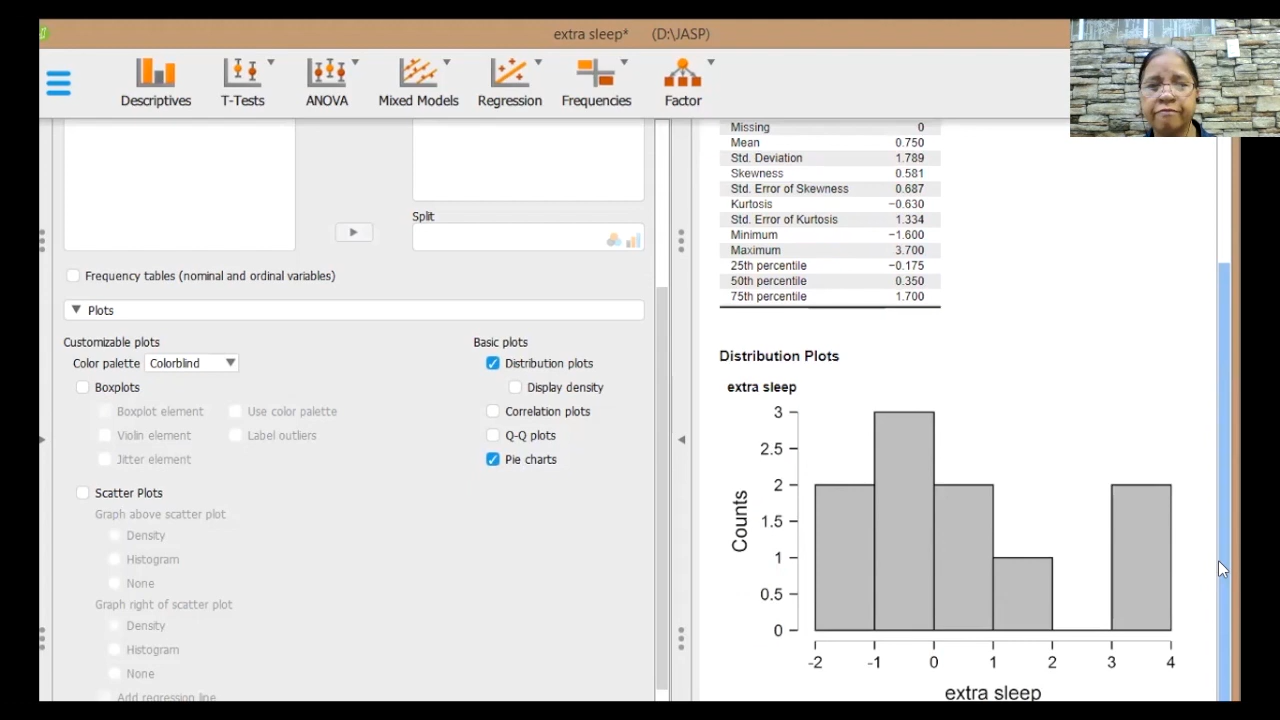 extra sleep* (D:\JASP)
Descriptives T-Tests ANOVA Mixed Models Regression Frequencies Factor
Split
Frequency tables (nominal and ordinal variables)
Plots
Customizable plots
Color palette Colorblind
Boxplots
Boxplot element Use color palette
Violin element Label outliers
Jitter element
Scatter Plots
Graph above scatter plot
Density
Histogram
None
Graph right of scatter plot
Density
Histogram
None
Add regression line
Basic plots
Distribution plots
Display density
Correlation plots
Q-Q plots
Pie charts
Missing 0
Mean 0.750
Std. Deviation 1.789
Skewness 0.581
Std. Error of Skewness 0.687
Kurtosis −0.630
Std. Error of Kurtosis 1.334
Minimum −1.600
Maximum 3.700
25th percentile −0.175
50th percentile 0.350
75th percentile 1.700
Distribution Plots
extra sleep
3
2.5
2
1.5
1
0.5
0
Counts
-2 -1 0 1 2 3 4
extra sleep